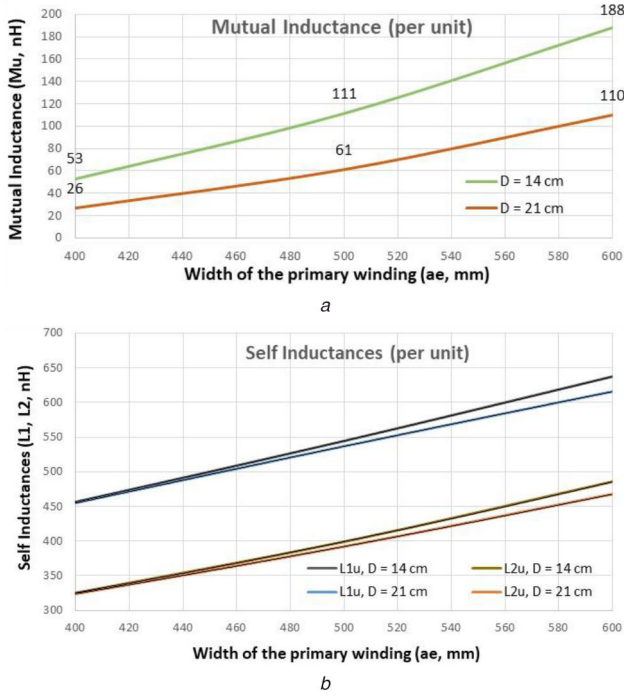 Mutual Inductance (per unit)
Mutual Inductance (Mu, nH)
200
180
160
140
120
100
80
60
40
20
0
53
26
111
61
188
110
D = 14 cm
D = 21 cm
400 420 440 460 480 500 520 540 560 580 600
Width of the primary winding (ae, mm)
a
Self Inductances (per unit)
Self Inductances (L1, L2, nH)
700
650
600
550
500
450
400
350
300
L1u, D = 14 cm L2u, D = 14 cm
L1u, D = 21 cm L2u, D = 21 cm
400 420 440 460 480 500 520 540 560 580 600
Width of the primary winding (ae, mm)
b